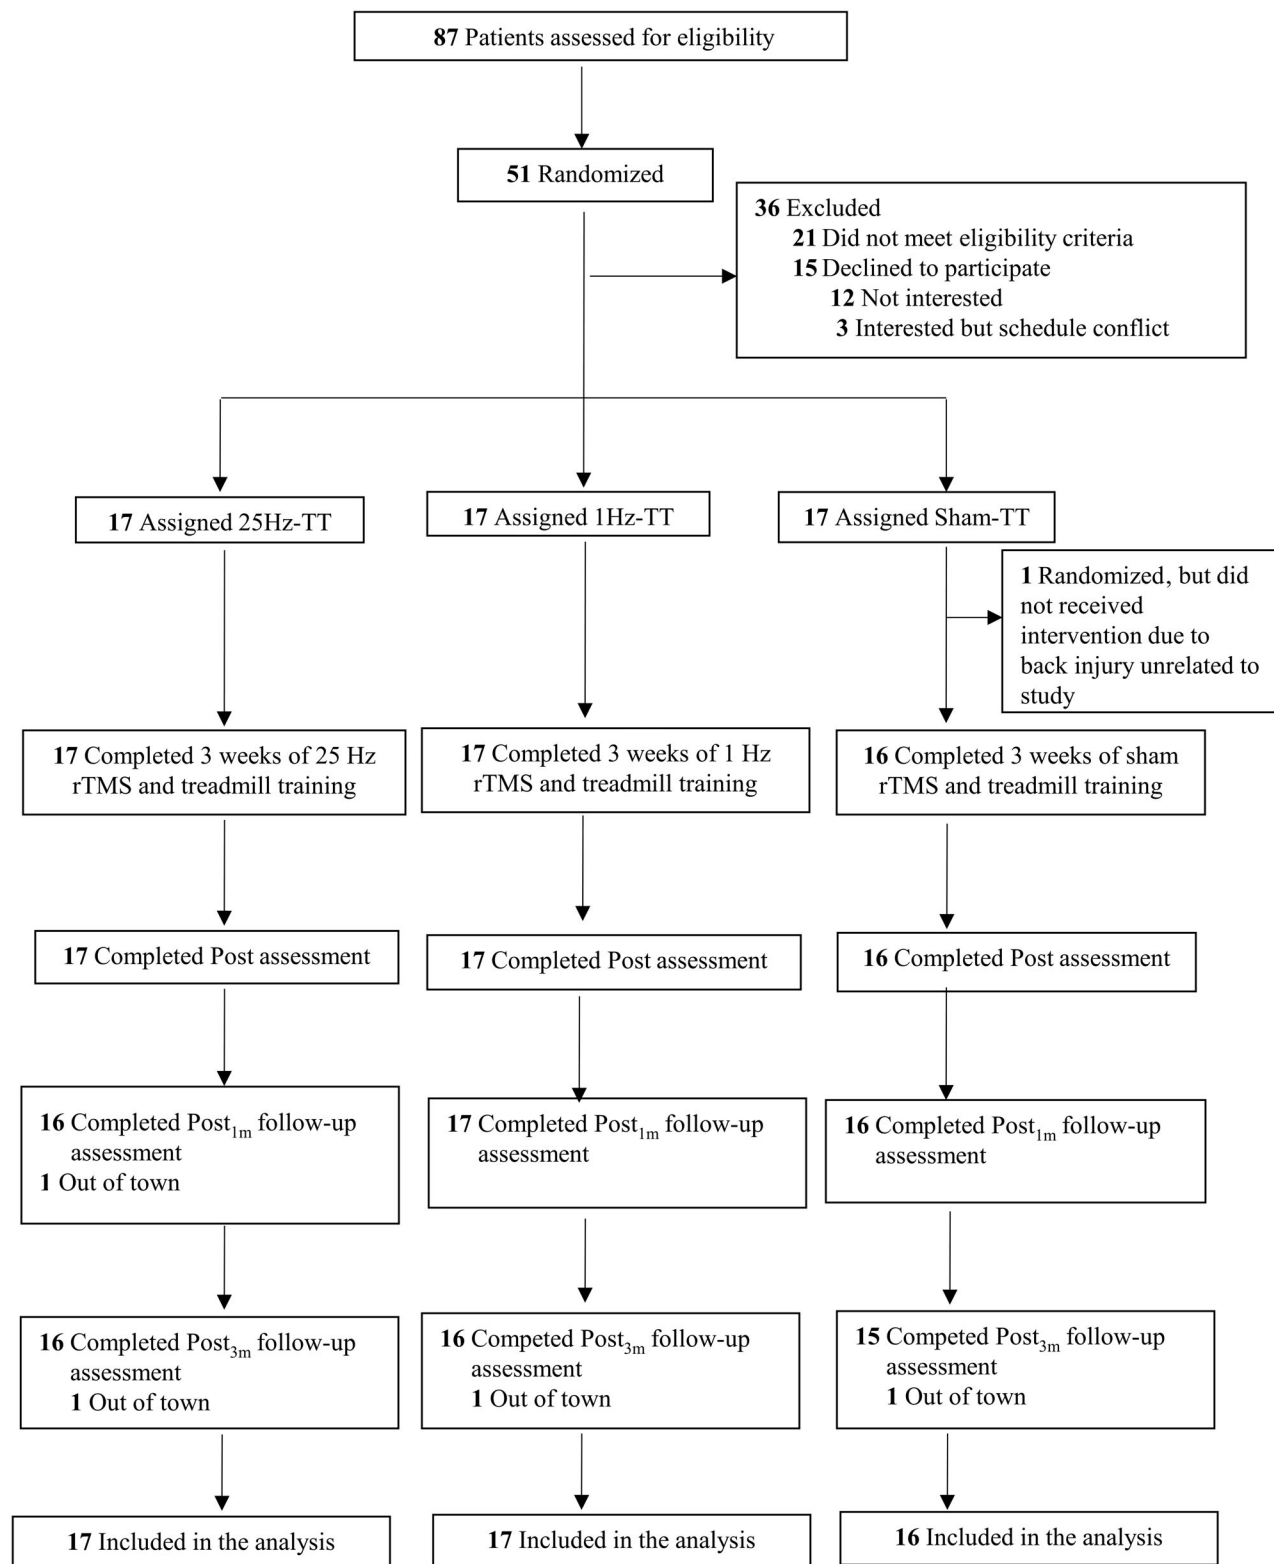 87 Patients assessed for eligibility
51 Randomized
36 Excluded
21 Did not meet eligibility criteria
15 Declined to participate
12 Not interested
3 Interested but schedule conflict
17 Assigned 25Hz-TT
17 Assigned 1Hz-TT
17 Assigned Sham-TT
1 Randomized, but did
not received
intervention due to
back injury unrelated to
study
17 Completed 3 weeks of 25 Hz
rTMS and treadmill training
17 Completed 3 weeks of 1 Hz
rTMS and treadmill training
16 Completed 3 weeks of sham
rTMS and treadmill training
17 Completed Post assessment
17 Completed Post assessment
16 Completed Post assessment
16 Completed Post1m follow-up
assessment
1 Out of town
17 Completed Post1m follow-up
assessment
16 Completed Post1m follow-up
assessment
16 Completed Post3m follow-up
assessment
1 Out of town
16 Competed Post3m follow-up
assessment
1 Out of town
15 Competed Post3m follow-up
assessment
1 Out of town
17 Included in the analysis
17 Included in the analysis
16 Included in the analysis